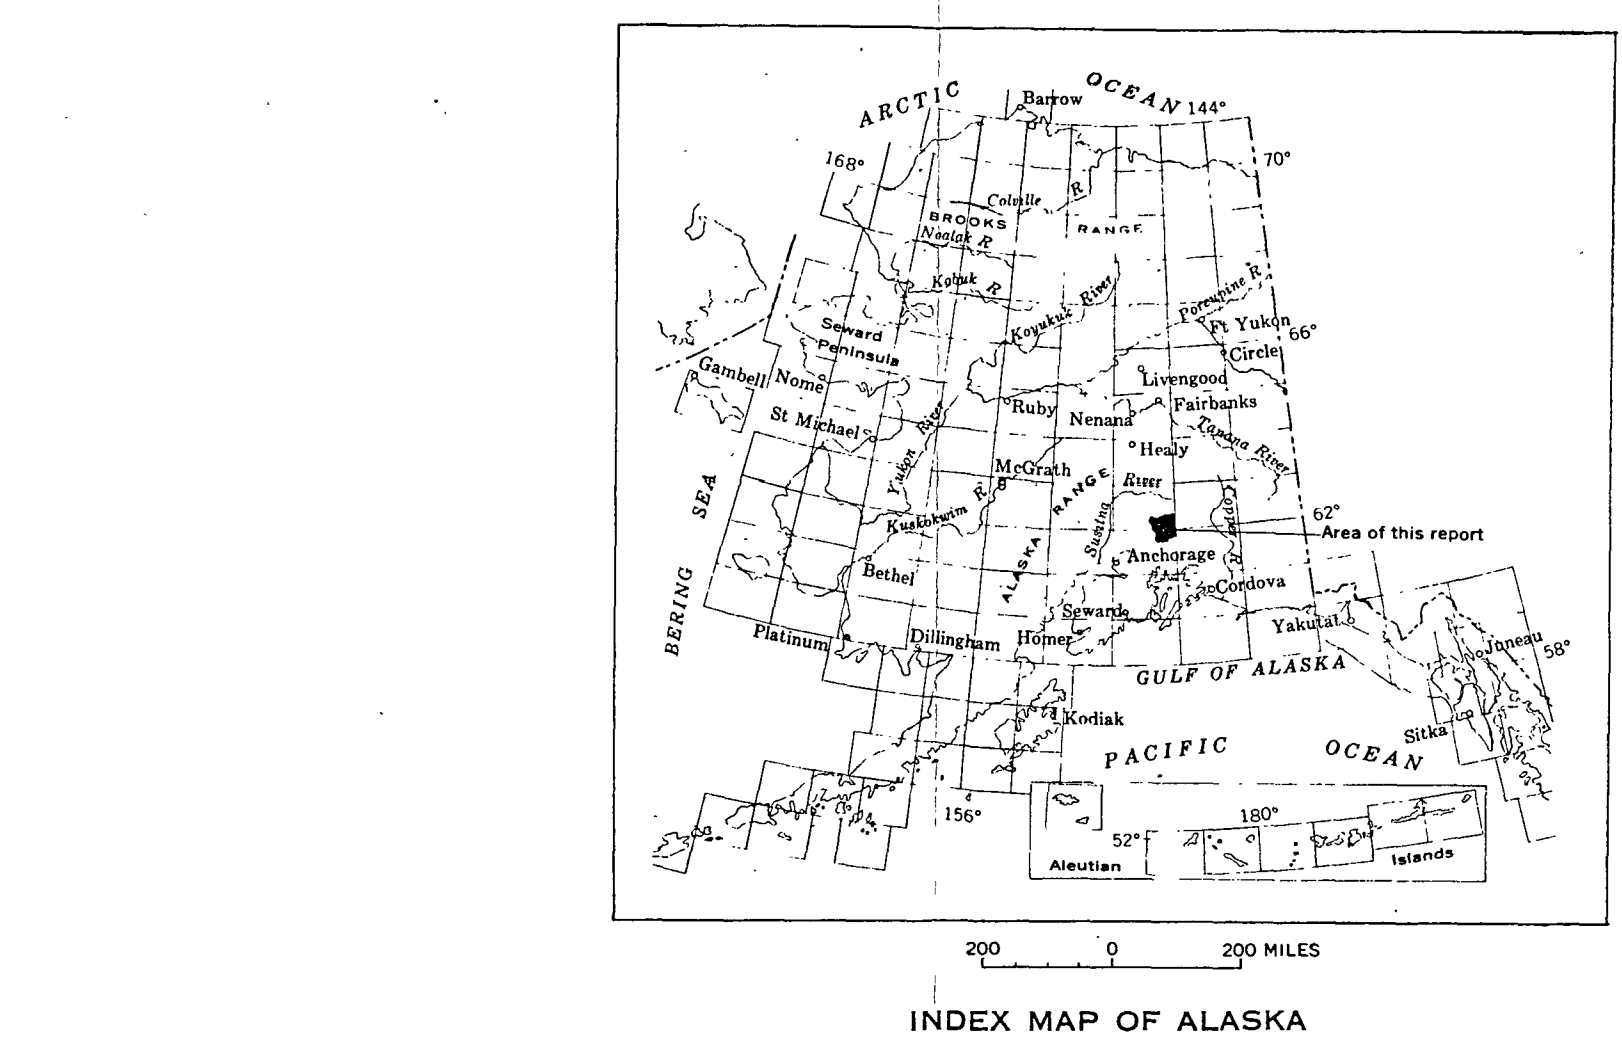 ARCTIC OCEAN
Barrow
144°
168°
70°
Colville R
BROOKS RANGE
Noatak R
Kobuk R
Koyukuk River
Porcupine R
Ft Yukon
66°
Seward
Peninsula
Circle
Gambell
Nome
Livengood
Ruby
Nenana
Fairbanks
St Michael
Yukon River
Tanana River
Healy
McGrath
ALASKA RANGE
Susitna River
Kuskokwim R
Copper R
62°
Area of this report
BERING SEA
Anchorage
Bethel
Cordova
Seward
Yakutat
Platinum
Dillingham
Homer
Juneau
58°
GULF OF ALASKA
Kodiak
Sitka
PACIFIC OCEAN
156°
180°
52°
Aleutian Islands
200 0 200 MILES
INDEX MAP OF ALASKA